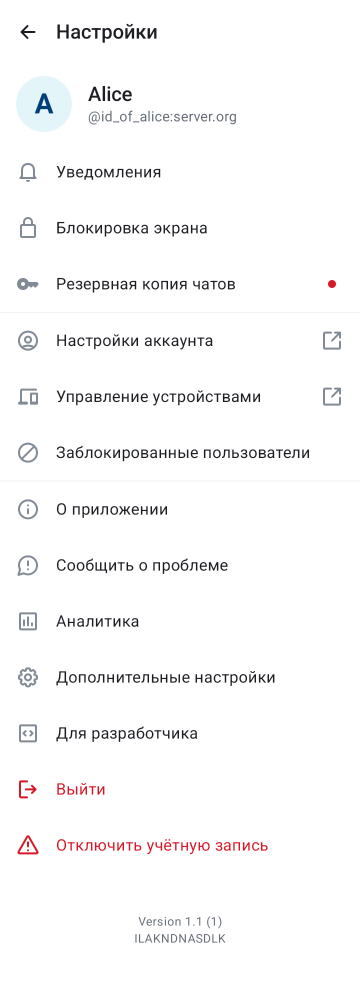 Настройки
A
Alice
@id_of_alice:server.org
Уведомления
Блокировка экрана
Резервная копия чатов
Настройки аккаунта
Управление устройствами
Заблокированные пользователи
О приложении
Сообщить о проблеме
Аналитика
Дополнительные настройки
Для разработчика
Выйти
Отключить учётную запись
Version 1.1 (1)
ILAKNDNASDLK